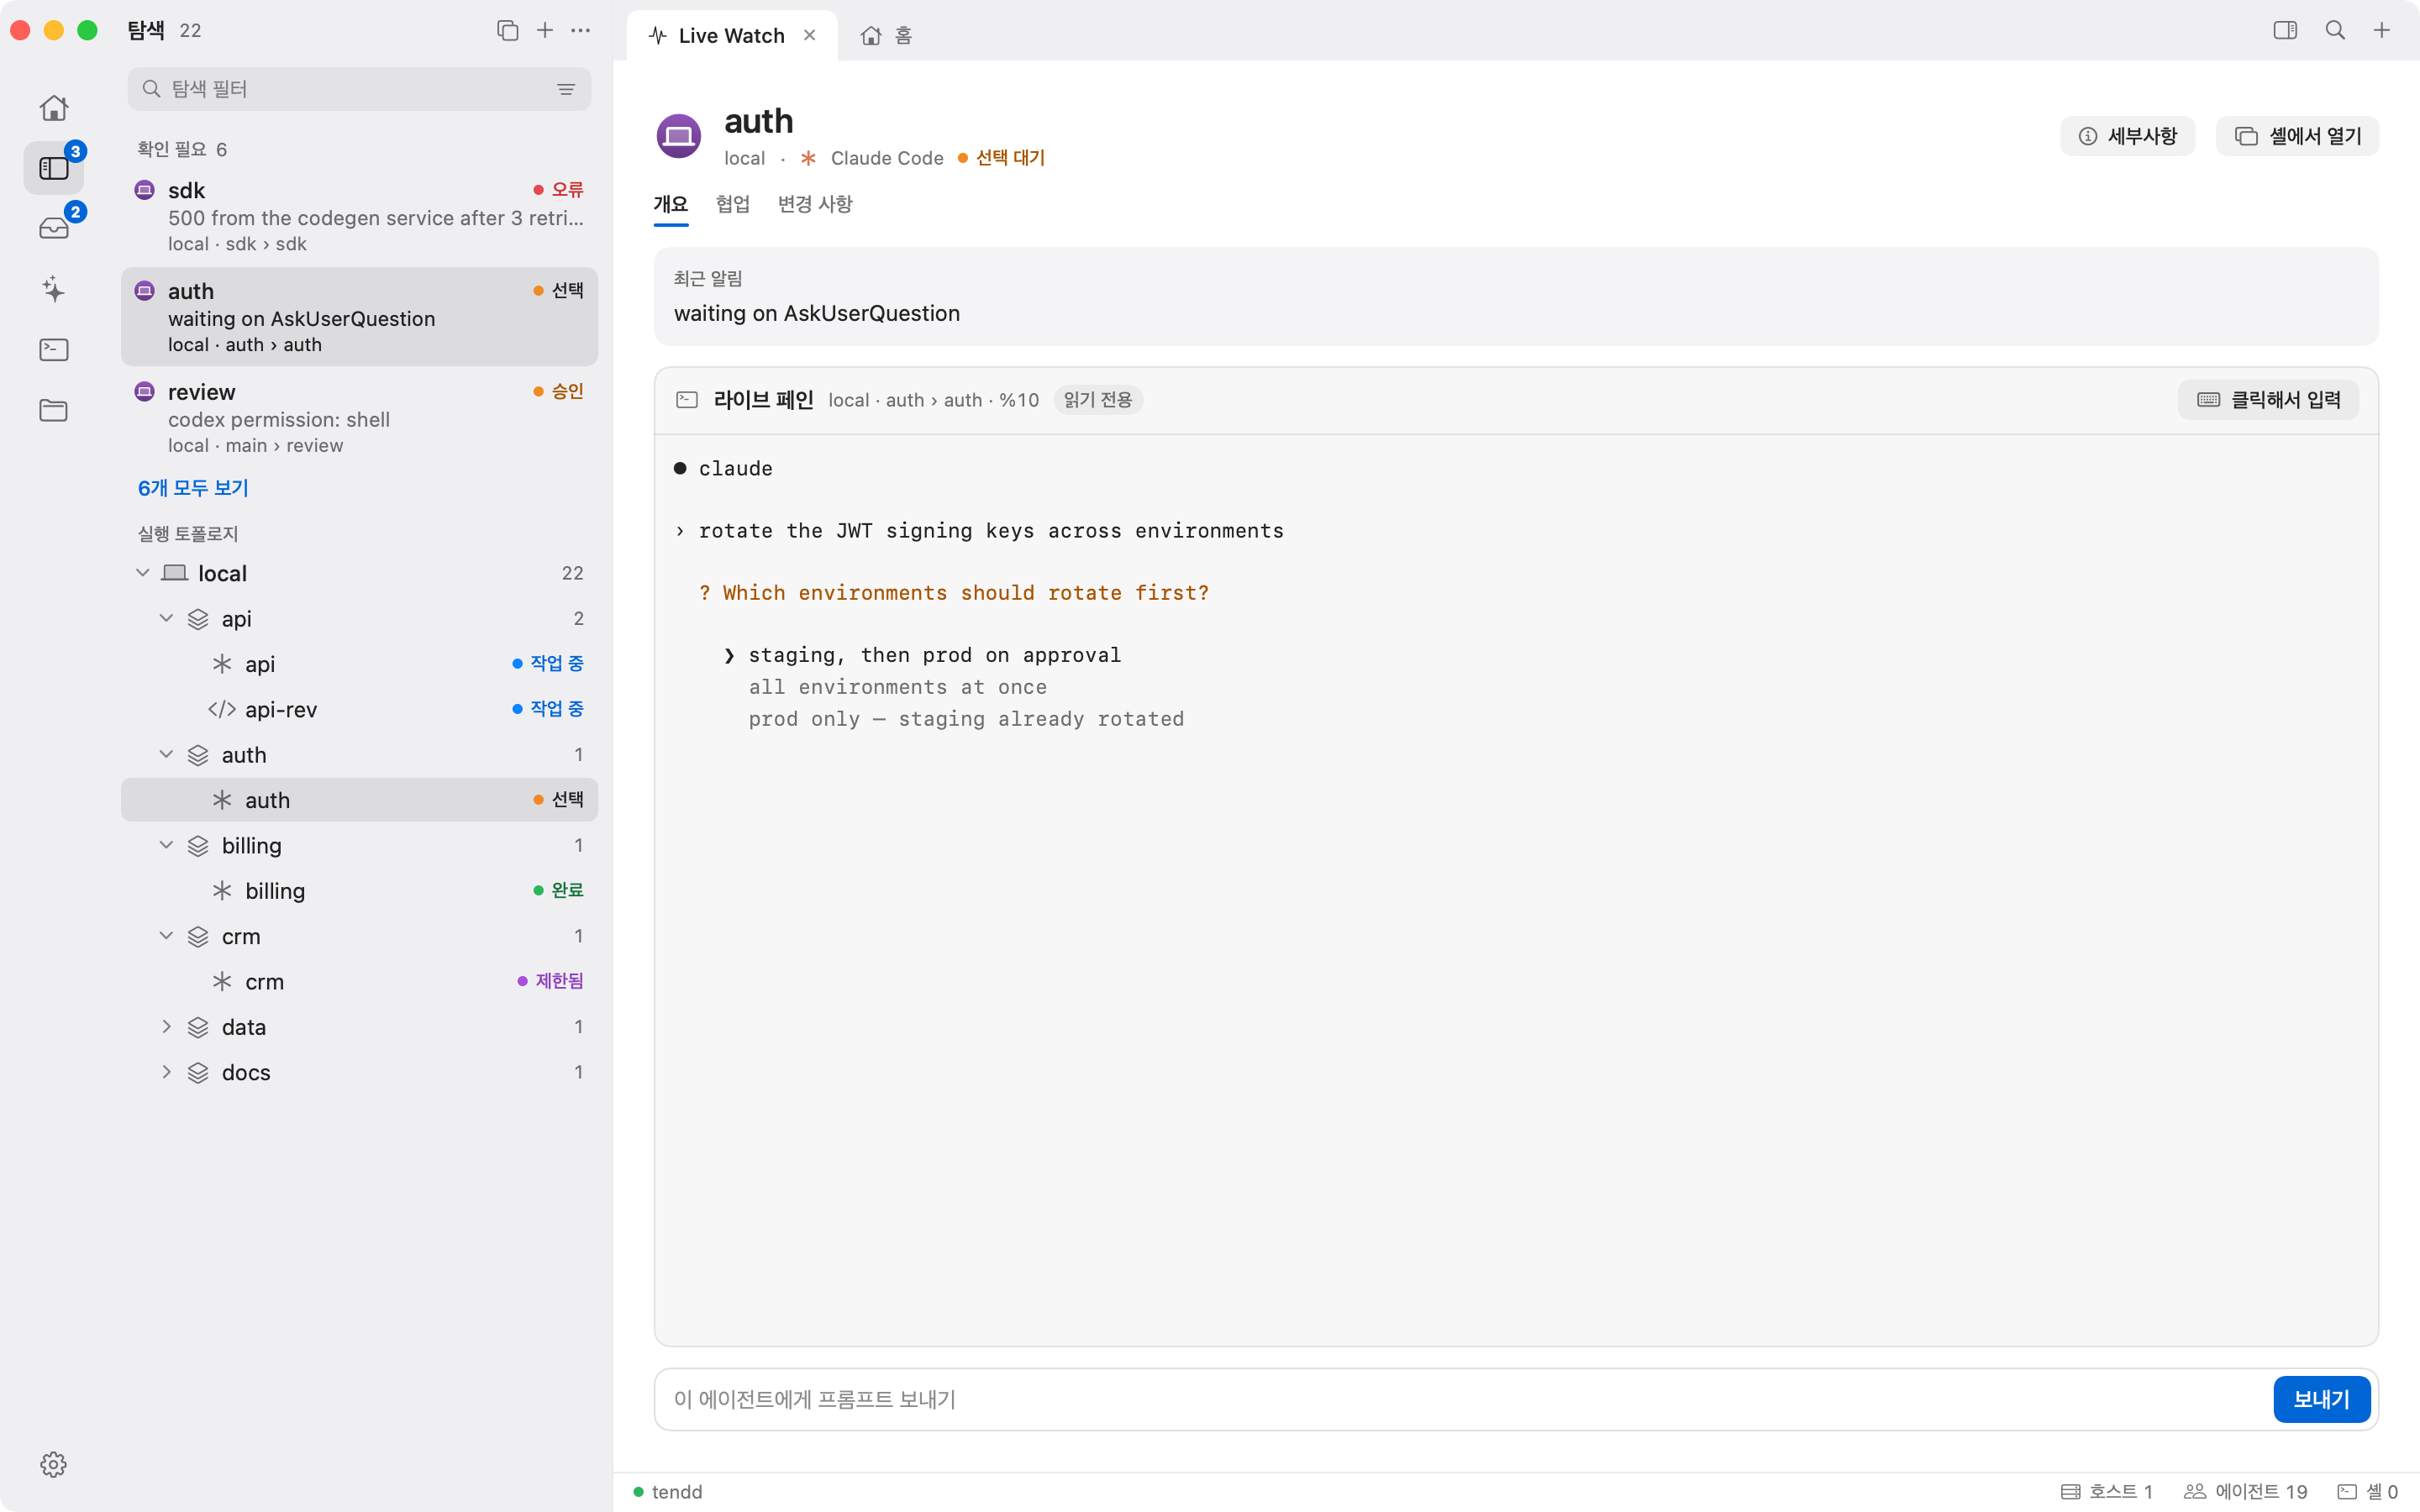 탐색 22
탐색 필터
확인 필요 6
3
2
sdk 오류
500 from the codegen service after 3 retri...
local · sdk › sdk
auth 선택
waiting on AskUserQuestion
local · auth › auth
review 승인
codex permission: shell
local · main › review
6개 모두 보기
실행 토폴로지
local 22
api 2
api 작업 중
</> api-rev 작업 중
auth 1
auth 선택
billing 1
billing 완료
crm 1
crm 제한됨
data 1
docs 1
Live Watch
홈
auth
local · Claude Code 선택 대기
세부사항
셸에서 열기
개요 협업 변경 사항
최근 알림
waiting on AskUserQuestion
라이브 페인 local · auth › auth · %10 읽기 전용
클릭해서 입력
● claude
› rotate the JWT signing keys across environments
? Which environments should rotate first?
❯ staging, then prod on approval
all environments at once
prod only — staging already rotated
이 에이전트에게 프롬프트 보내기
보내기
tendd
호스트 1 에이전트 19 셸 0